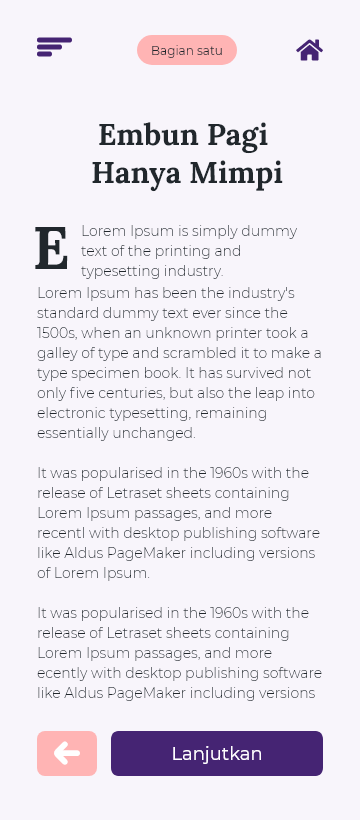 Bagian satu
Embun Pagi
Hanya Mimpi
E
Lorem Ipsum is simply dummy
text of the printing and
typesetting industry.
Lorem Ipsum has been the industry's
standard dummy text ever since the
1500s, when an unknown printer took a
galley of type and scrambled it to make a
type specimen book. It has survived not
only five centuries, but also the leap into
electronic typesetting, remaining
essentially unchanged.
It was popularised in the 1960s with the
release of Letraset sheets containing
Lorem Ipsum passages, and more
recentl with desktop publishing software
like Aldus PageMaker including versions
of Lorem Ipsum.
It was popularised in the 1960s with the
release of Letraset sheets containing
Lorem Ipsum passages, and more
ecently with desktop publishing software
like Aldus PageMaker including versions
Lanjutkan